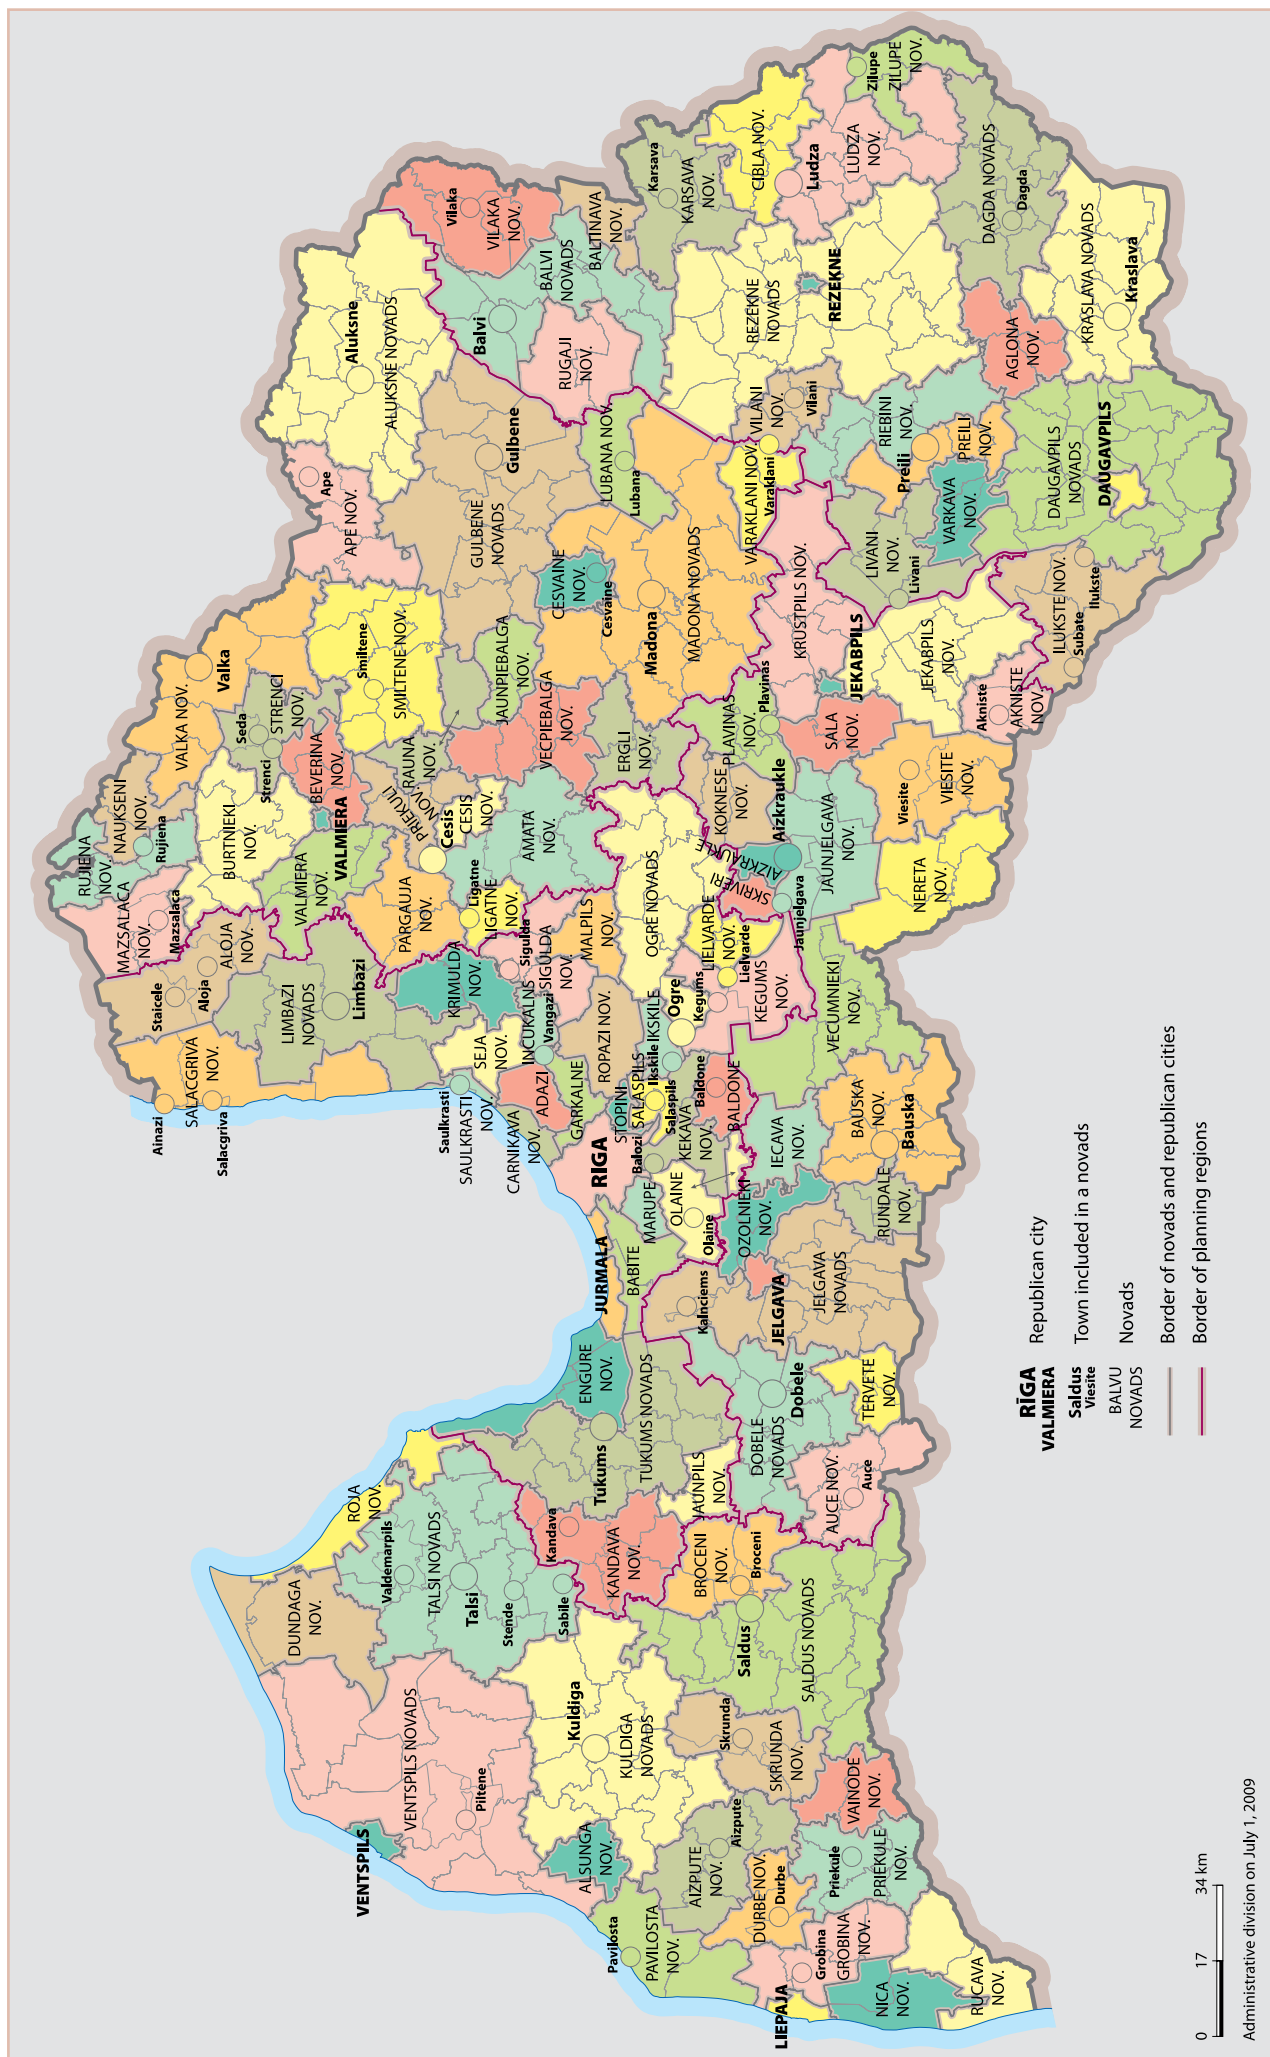 Ainazi
SALACGRIVA
NOV.
Salacgriva
Staicele
Aloja
ALOJA
NOV.
MAZSALACA
NOV.
Mazsalaca
RUJIENA
NOV.
Rujiena
NAUKSENI
NOV.
BURTNIEKI
NOV.
VALMIERA
NOV.
VALMIERA
LIMBAZI
NOVADS
Limbazi
VALKA NOV.
Valka
Seda
STRENCI
NOV.
Strenci
BEVERINA
NOV.
Smiltene
SMILTENE NOV.
RAUNA
NOV.
PRIEKULI
NOV.
Cesis
CESIS
NOV.
PARGAUJA
NOV.
Ligatne
LIGATNE
NOV.
AMATA
NOV.
KRIMULDA
NOV.
Sigulda
SIGULDA
NOV.
MALPILS
NOV.
INCUKALNS
Vangazi
SEJA
NOV.
Saulkrasti
SAULKRASTI
NOV.
CARNIKAVA
NOV.
ADAZI
GARKALNE
ROPAZI NOV.
APE NOV.
Ape
Aluksne
ALUKSNE NOVADS
Gulbene
GULBENE
NOVADS
Balvi
BALVI
NOVADS
Vilaka
VILAKA
NOV.
BALTINAVA
NOV.
RUGAJI
NOV.
LUBANA NOV.
Lubana
CESVAINE
NOV.
Cesvaine
Madona
MADONA NOVADS
JAUNPIEBALGA
NOV.
VECPIEBALGA
NOV.
ERGLI
NOV.
VARAKLANI NOV.
Varaklani
Karsava
KARSAVA
NOV.
CIBLA NOV.
Ludza
LUDZA
NOV.
Zilupe
ZILUPE
NOV.
REZEKNE
NOVADS
REZEKNE
VILANI
NOV.
Vilani
DAGDA NOVADS
Dagda
KRASLAVA NOVADS
Kraslava
AGLONA
NOV.
RIEBINI
NOV.
Preili
PREILI
NOV.
VARKAVA
NOV.
LIVANI
NOV.
Livani
DAUGAVPILS
NOVADS
DAUGAVPILS
ILUKSTE NOV.
Ilukste
Subate
KRUSTPILS NOV.
JEKABPILS
JEKABPILS
NOV.
Akniste
AKNISTE
NOV.
SALA
NOV.
VIESITE
NOV.
Viesite
NERETA
NOV.
PLAVINAS
NOV.
Plavinas
KOKNESE
NOV.
Aizkraukle
AIZKRAUKLE
SKRIVERI
JAUNJELGAVA
NOV.
Jaunjelgava
OGRE NOVADS
Ogre
LIELVARDE
NOV.
Lielvarde
Kegums
KEGUMS
NOV.
IKSKILE
Ikskile
STOPINI
SALASPILS
Salaspils
Baldone
BALDONE
KEKAVA
NOV.
Balozi
RĪGA
MARUPE
OLAINE
Olaine
JURMALA
BABITE
VECUMNIEKI
NOV.
IECAVA
NOV.
BAUSKA
NOV.
Bauska
RUNDALE
NOV.
OZOLNIEKI
NOV.
Kalnciems
JELGAVA
JELGAVA
NOVADS
ENGURE
NOV.
Tukums
TUKUMS NOVADS
JAUNPILS
NOV.
DOBELE
NOVADS
Dobele
TERVETE
NOV.
AUCE NOV.
Auce
Kandava
KANDAVA
NOV.
ROJA
NOV.
DUNDAGA
NOV.
Valdemarpils
TALSI NOVADS
Talsi
Stende
Sabile
VENTSPILS
VENTSPILS NOVADS
Piltene
Kuldiga
KULDIGA
NOVADS
ALSUNGA
NOV.
BROCENI
NOV.
Broceni
Saldus
SALDUS NOVADS
Skrunda
SKRUNDA
NOV.
VAINODE
NOV.
Aizpute
AIZPUTE
NOV.
Pavilosta
PAVILOSTA
NOV.
DURBE NOV.
Durbe
Priekule
PRIEKULE
NOV.
Grobina
GROBINA
NOV.
LIEPAJA
NICA
NOV.
RUCAVA
NOV.
RĪGA
VALMIERA
Republican city
Saldus
Viesite
Town included in a novads
BALVU
NOVADS
Novads
Border of novads and republican cities
Border of planning regions
0 17 34 km
Administrative division on July 1, 2009